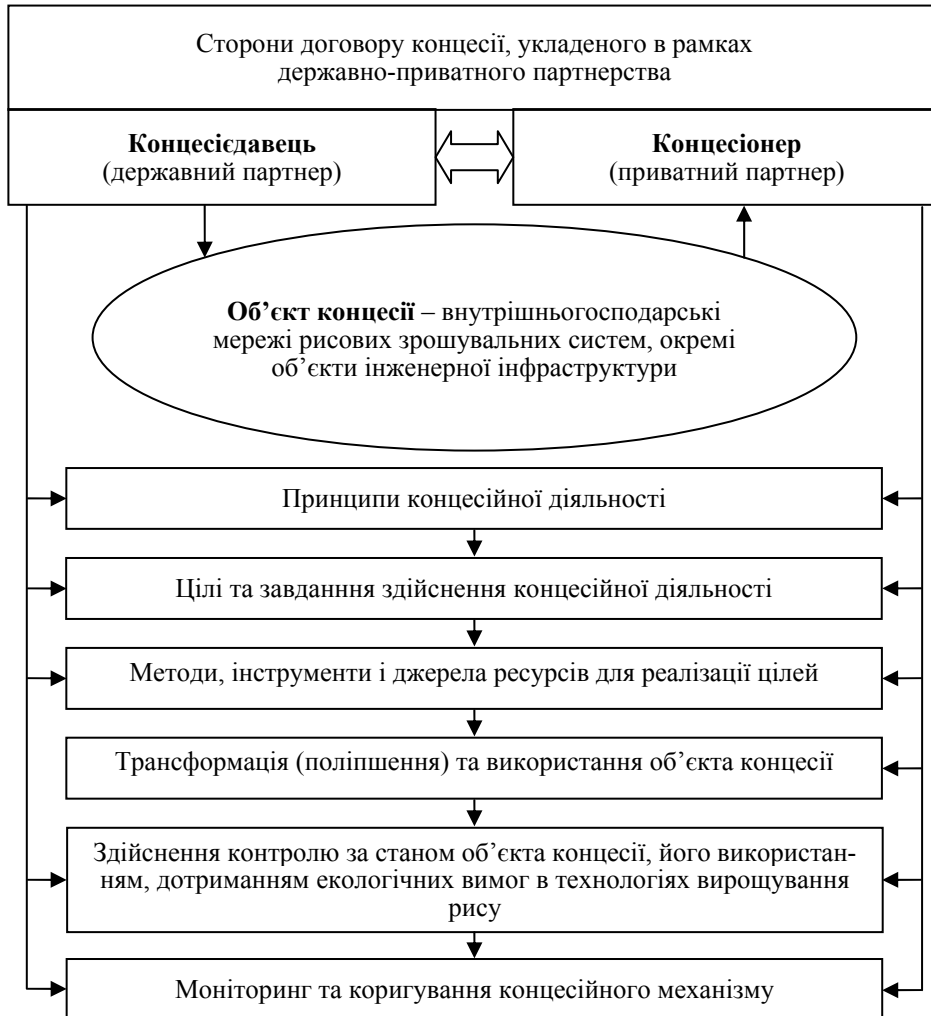 Сторони договору концесії, укладеного в рамках
державно-приватного партнерства
Концесієдавець
(державний партнер)
Концесіонер
(приватний партнер)
Об’єкт концесії – внутрішньогосподарські
мережі рисових зрошувальних систем, окремі
об’єкти інженерної інфраструктури
Принципи концесійної діяльності
Цілі та завданння здійснення концесійної діяльності
Методи, інструменти і джерела ресурсів для реалізації цілей
Трансформація (поліпшення) та використання об’єкта концесії
Здійснення контролю за станом об’єкта концесії, його використан-
ням, дотриманням екологічних вимог в технологіях вирощування
рису
Моніторинг та коригування концесійного механізму